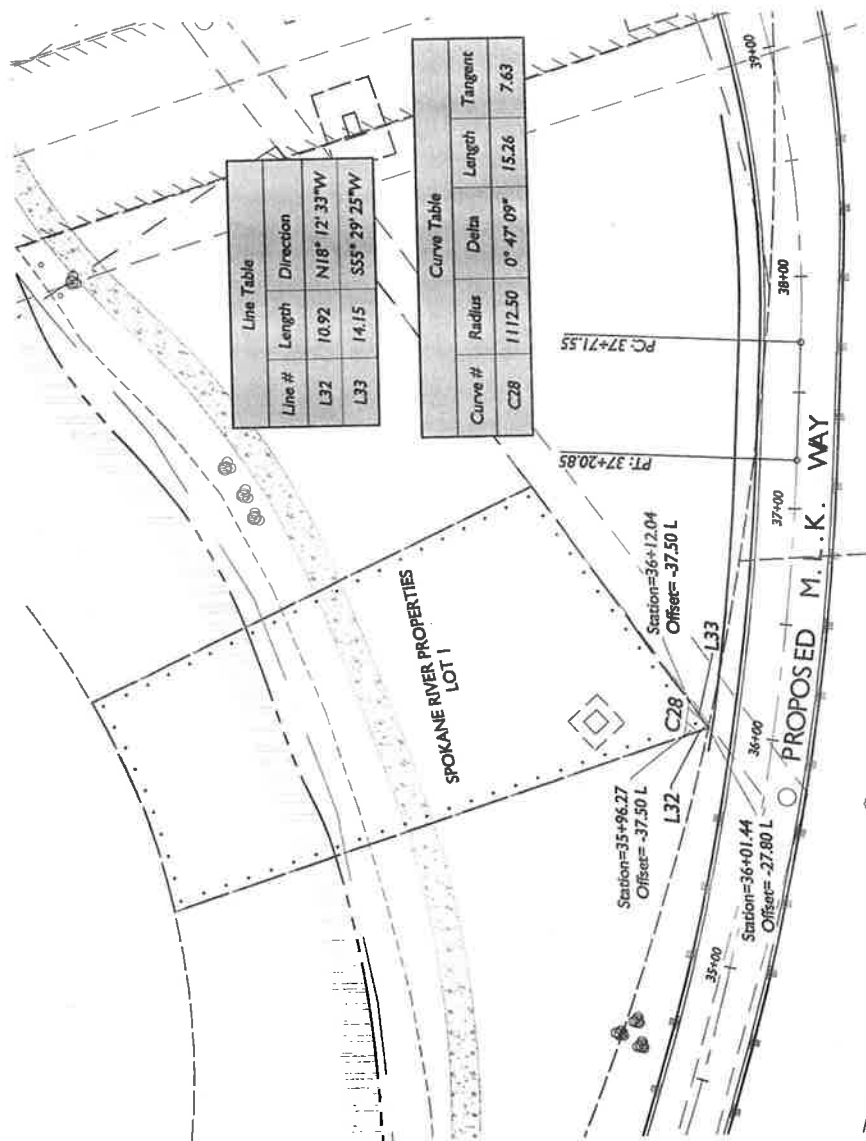 Line Table
Line # Length Direction
L32 10.92 N18° 12' 33"W
L33 14.15 S55° 29' 25"W
Curve Table
Curve # Radius Delta Length Tangent
C28 1112.50 0° 47' 09" 15.26 7.63
SPOKANE RIVER PROPERTIES
LOT 1
PT: 37+20.85
PC: 37+71.55
Station=36+12.04
Offset= -37.50 L
C28
L33
Station=35+96.27
Offset= -37.50 L
L32
Station=36+01.44
Offset= -27.80 L
35+00
36+00
37+00
38+00
39+00
PROPOSED M.L.K. WAY